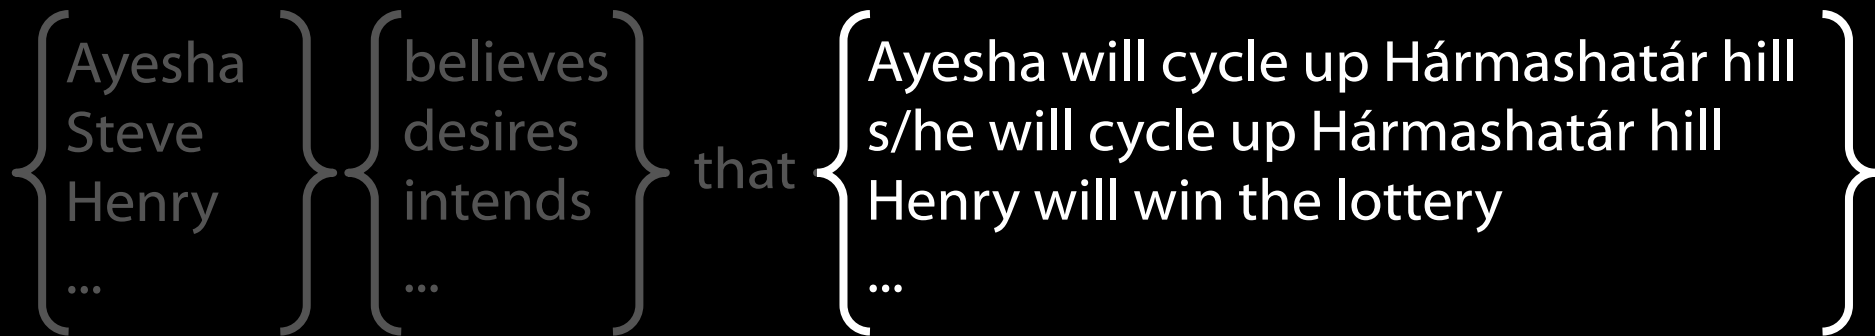 Ayesha
Steve
Henry
...
believes
desires
intends
...
that
Ayesha will cycle up Hármashatár hill
s/he will cycle up Hármashatár hill
Henry will win the lottery
...